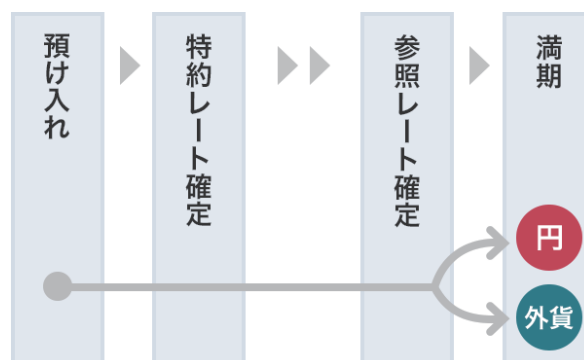 預け入れ
特約レート確定
参照レート確定
満期
円
外貨